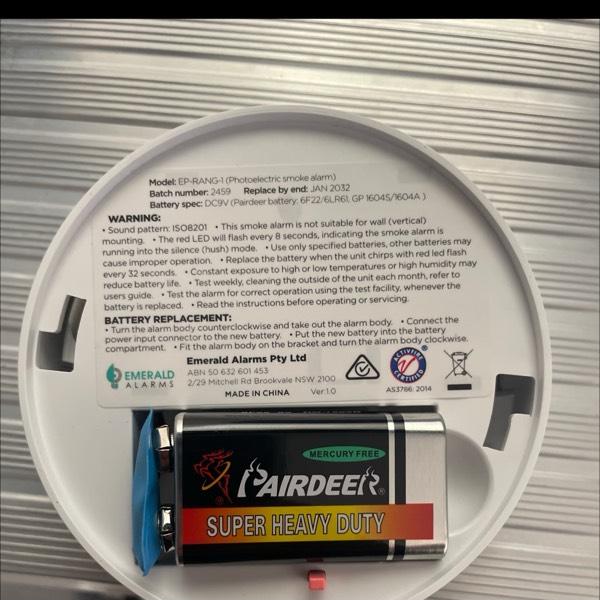 Model: EP-RANG-1 (Photoelectric smoke alarm)
Batch number: 2459 Replace by end: JAN 2032
Battery spec: DC9V (Pairdeer battery: 6F22/6LR61, GP 1604S/1604A )
WARNING:
• Sound pattern: ISO8201 • This smoke alarm is not suitable for wall (vertical)
mounting. • The red LED will flash every 8 seconds, indicating the smoke alarm is
running into the silence (hush) mode. • Use only specified batteries, other batteries may
cause improper operation. • Replace the battery when the unit chirps with red led flash
every 32 seconds. • Constant exposure to high or low temperatures or high humidity may
reduce battery life. • Test weekly, cleaning the outside of the unit each month, refer to
users guide. • Test the alarm for correct operation using the test facility, whenever the
battery is replaced. • Read the instructions before operating or servicing.
BATTERY REPLACEMENT:
• Turn the alarm body counterclockwise and take out the alarm body. • Connect the
power input connector to the new battery. • Put the new battery into the battery
compartment. • Fit the alarm body on the bracket and turn the alarm body clockwise.
EMERALD
ALARMS
Emerald Alarms Pty Ltd
ABN 50 632 601 453
2/29 Mitchell Rd Brookvale NSW 2100
MADE IN CHINA Ver:1.0
ACTIVFIRE
CERTIFIED
®
AS3786: 2014
MERCURY FREE
PAIRDEER®
SUPER HEAVY DUTY